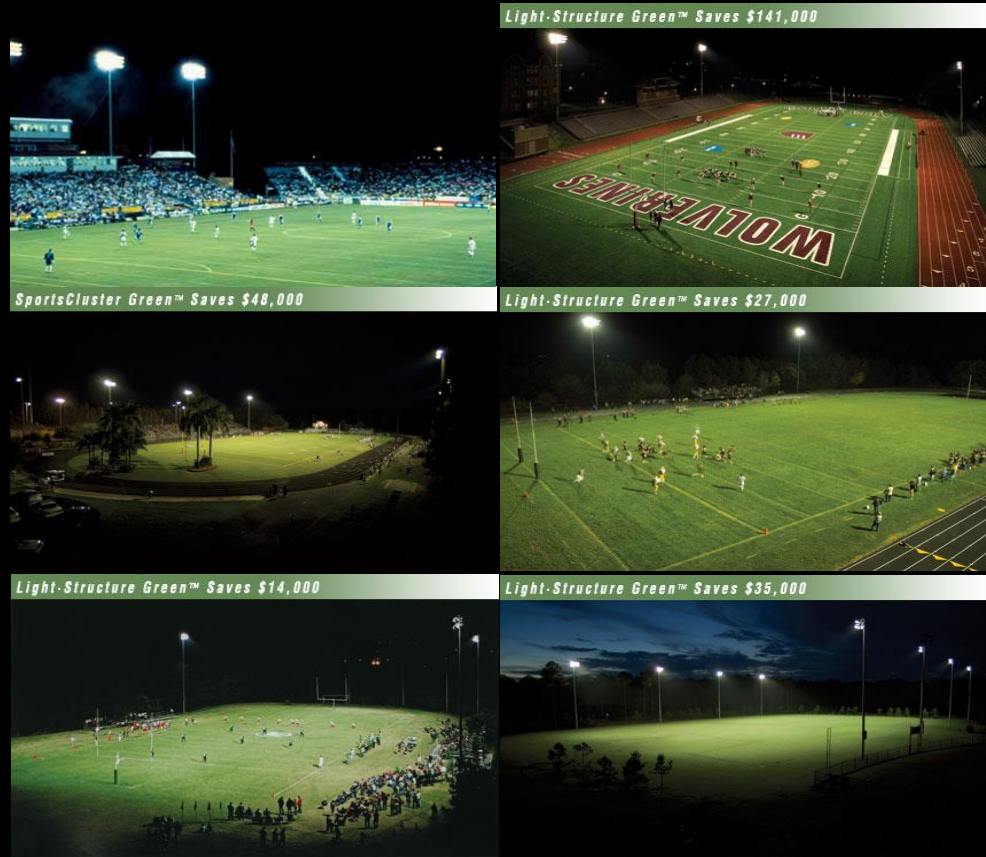 Light·Structure Green™ Saves $141,000
WOLVERINES
SportsCluster Green™ Saves $48,000
Light·Structure Green™ Saves $27,000
Light·Structure Green™ Saves $14,000
Light·Structure Green™ Saves $35,000